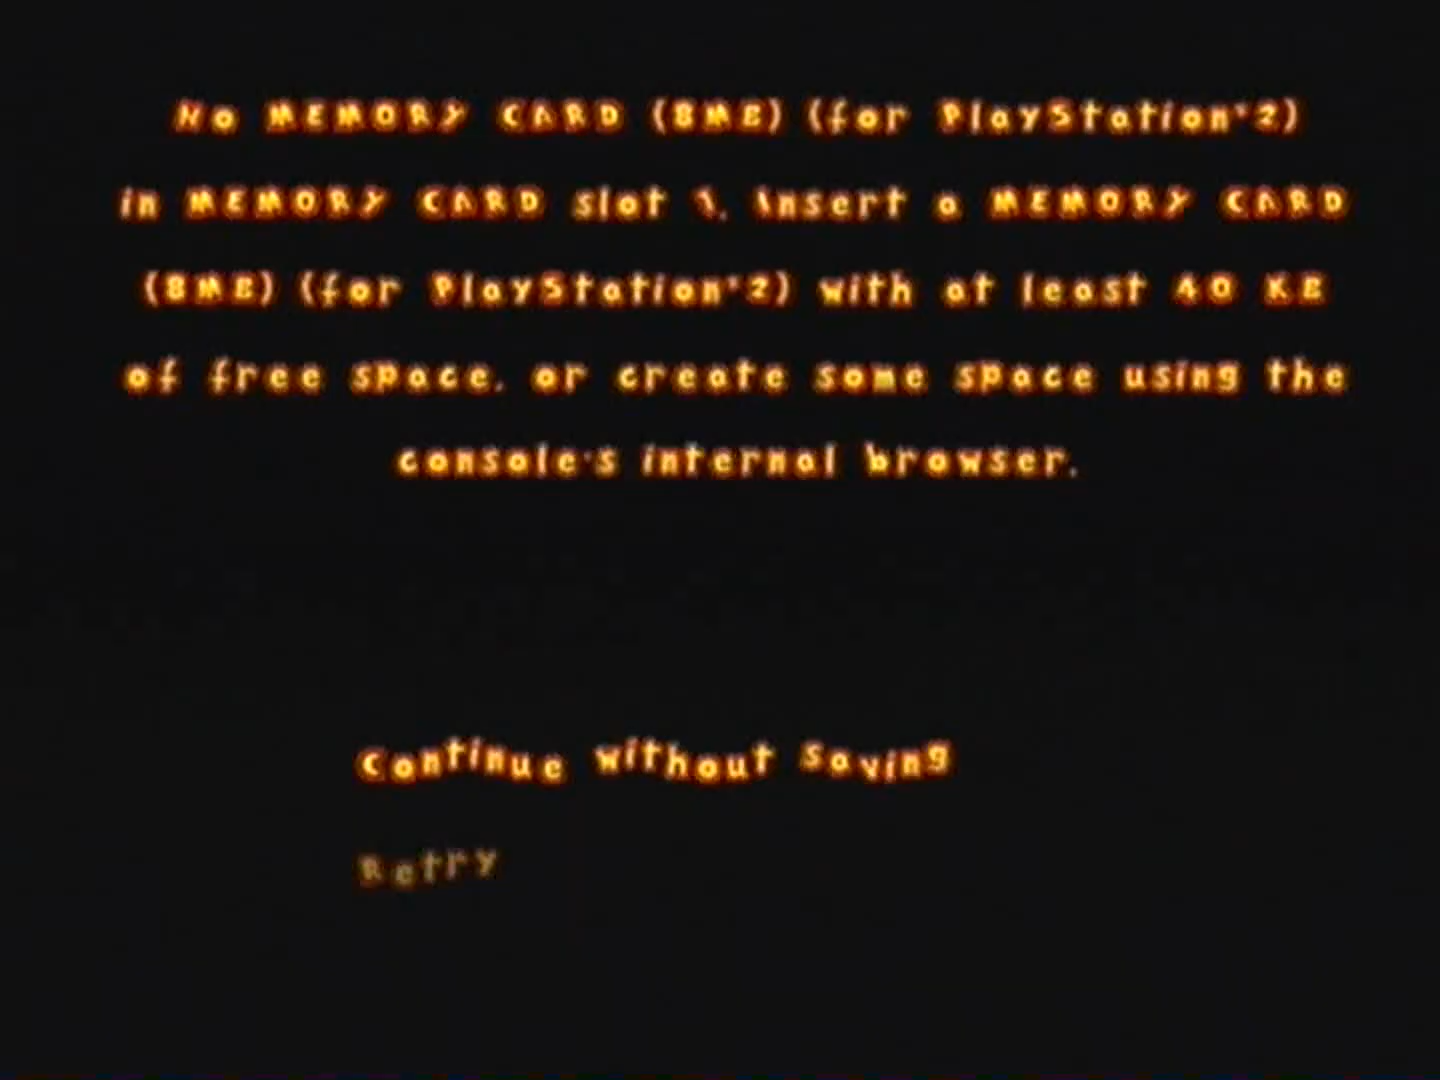 No MEMORY CARD (8MB) (for PlayStation®2)
in MEMORY CARD slot 1. Insert a MEMORY CARD
(8MB) (for PlayStation®2) with at least 40 KB
of free space, or create some space using the
console's internal browser.
Continue without saving
Retry